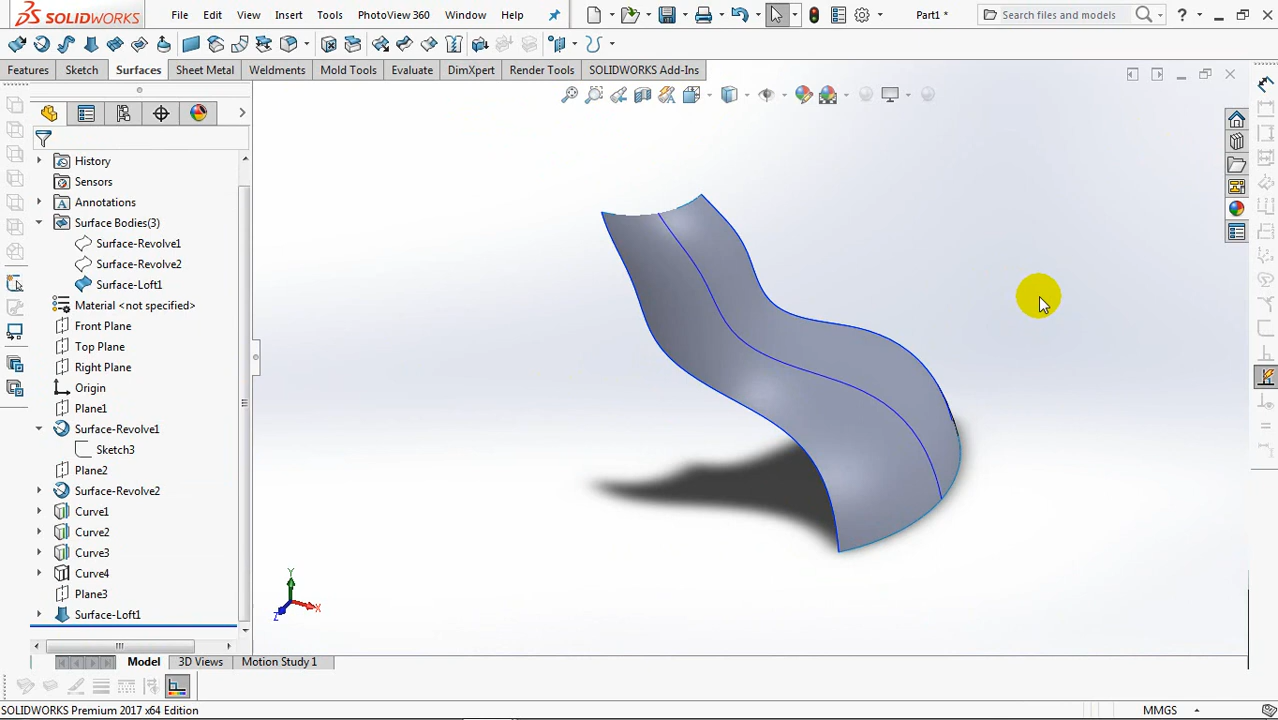 SOLIDWORKS File Edit View Insert Tools PhotoView 360 Window Help Part1 * Search files and models ?
Features Sketch Surfaces Sheet Metal Weldments Mold Tools Evaluate DimXpert Render Tools SOLIDWORKS Add-Ins
History
Sensors
Annotations
Surface Bodies(3)
Surface-Revolve1
Surface-Revolve2
Surface-Loft1
Material <not specified>
Front Plane
Top Plane
Right Plane
Origin
Plane1
Surface-Revolve1
Sketch3
Plane2
Surface-Revolve2
Curve1
Curve2
Curve3
Curve4
Plane3
Surface-Loft1
Y
X
Z
Model 3D Views Motion Study 1
SOLIDWORKS Premium 2017 x64 Edition MMGS